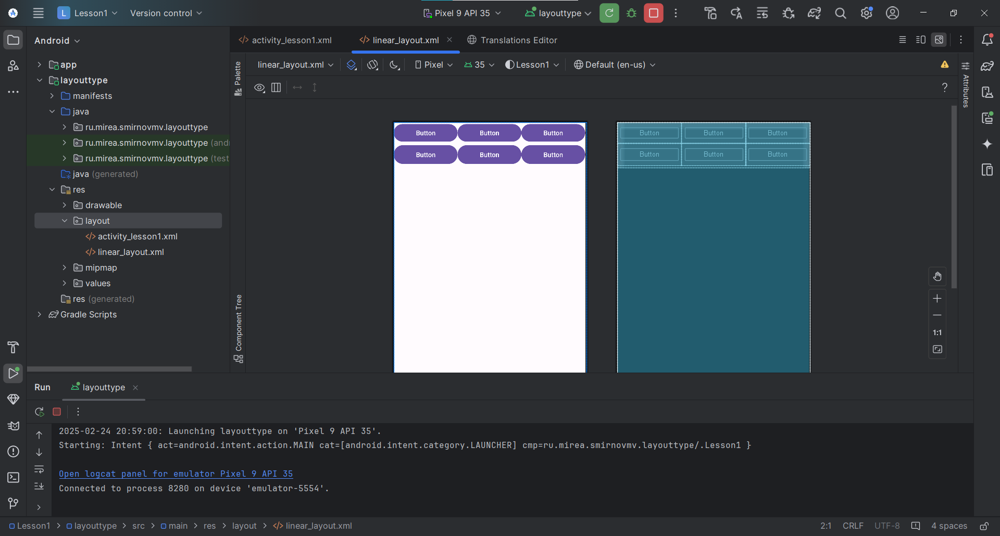 L Lesson1 Version control Pixel 9 API 35 layouttype
Android activity_lesson1.xml linear_layout.xml Translations Editor
app
layouttype
manifests
java
ru.mirea.smirnovmv.layouttype
ru.mirea.smirnovmv.layouttype (and
ru.mirea.smirnovmv.layouttype (test
java (generated)
res
drawable
layout
activity_lesson1.xml
linear_layout.xml
mipmap
values
res (generated)
Gradle Scripts
Palette
Component Tree
linear_layout.xml Pixel 35 Lesson1 Default (en-us)
?
Attributes
Button Button Button
Button Button Button
Button Button Button
Button Button Button
1:1
Run layouttype
2025-02-24 20:59:00: Launching layouttype on 'Pixel 9 API 35'.
Starting: Intent { act=android.intent.action.MAIN cat=[android.intent.category.LAUNCHER] cmp=ru.mirea.smirnovmv.layouttype/.Lesson1 }
Open logcat panel for emulator Pixel 9 API 35
Connected to process 8280 on device 'emulator-5554'.
Lesson1 > layouttype > src > main > res > layout > linear_layout.xml 2:1 CRLF UTF-8 4 spaces